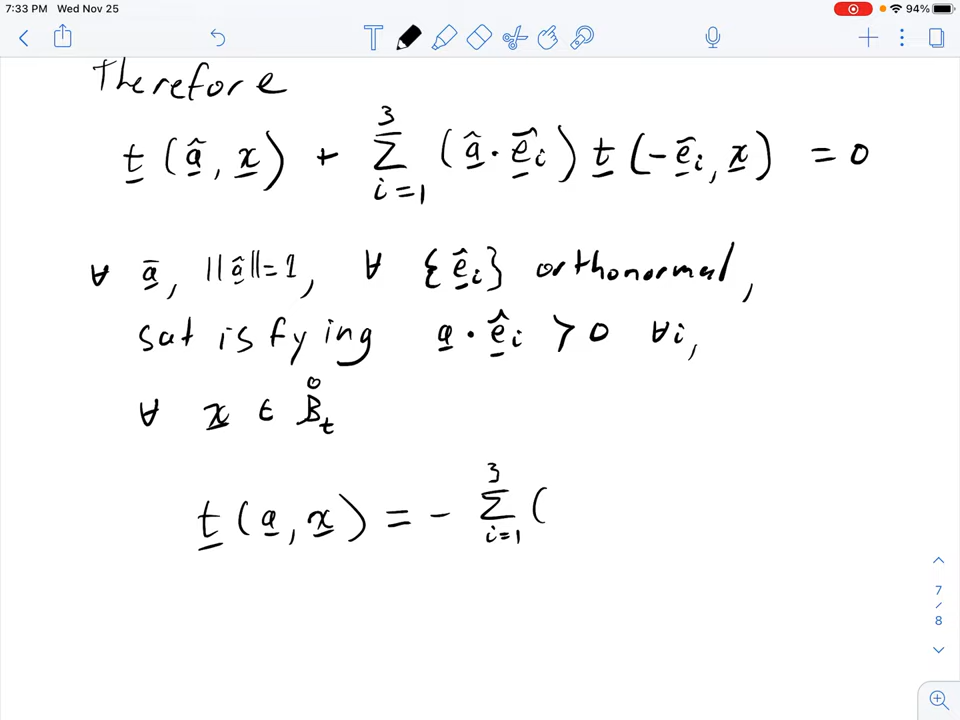 7:33 PM Wed Nov 25
94%
Therefore
t(â, x) + Σ_{i=1}^{3} (â · ê_i) t(-ē_i, x) = 0
∀ ā, ||â|| = 1, ∀ {ê_i} orthonormal,
satisfying a · ê_i > 0 ∀i,
∀ x ∈ B̊_t
t(a, x) = - Σ_{i=1}^{3} (
7
/
8